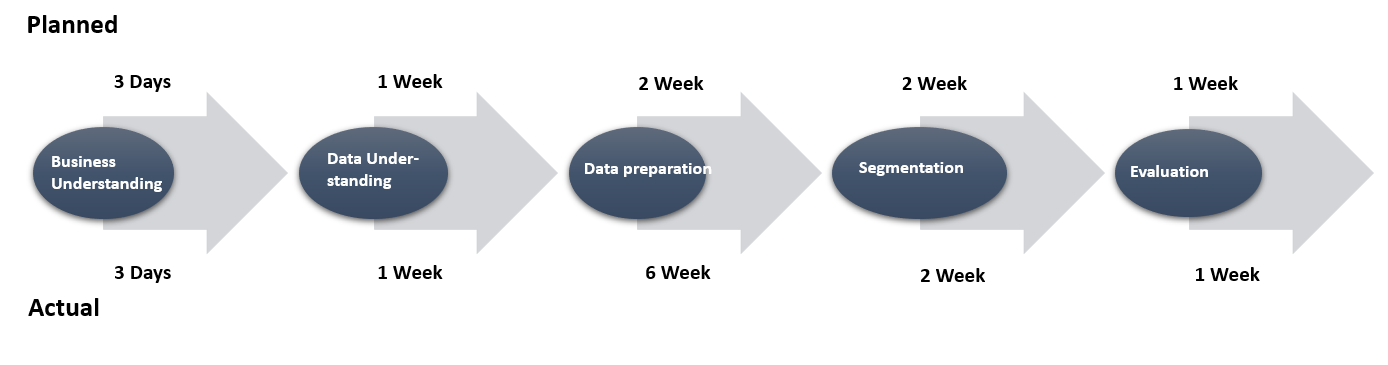 Planned
3 Days
1 Week
2 Week
2 Week
1 Week
Business
Understanding
Data Under-
standing
Data preparation
Segmentation
Evaluation
3 Days
1 Week
6 Week
2 Week
1 Week
Actual